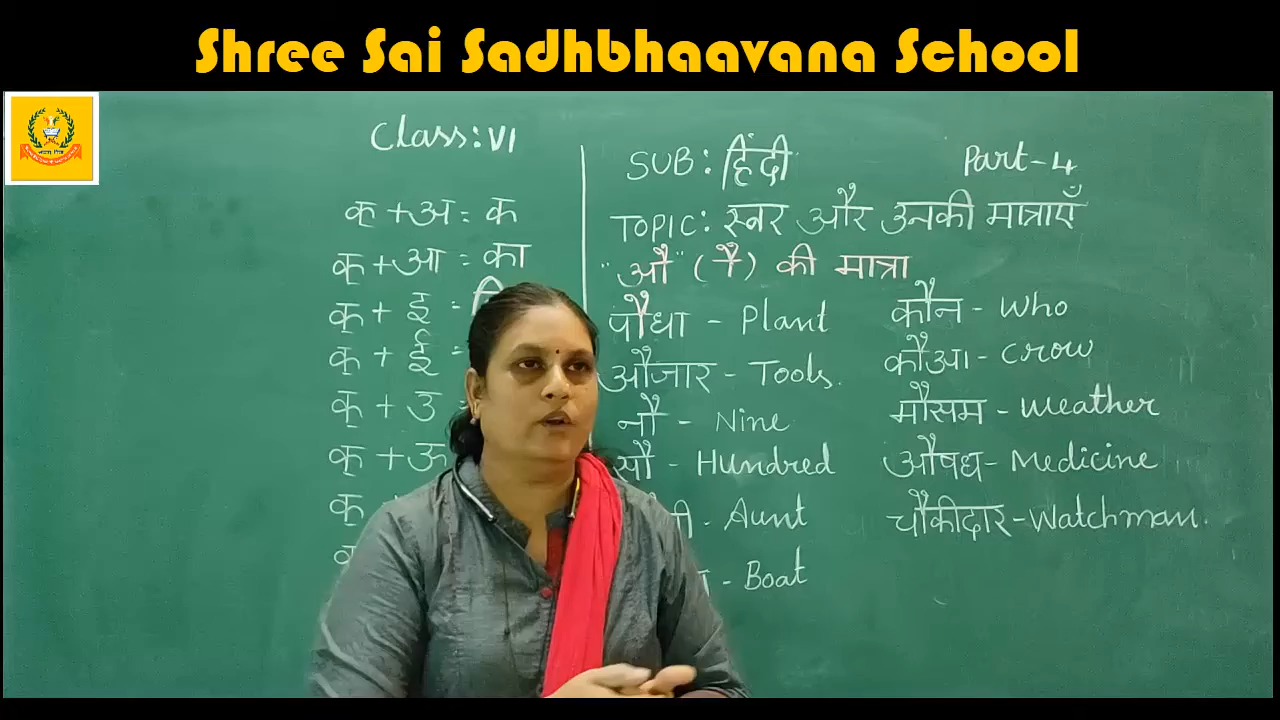 Shree Sai Sadhbhaavana School
Class: VI
क् + अ = क
क् + आ = का
क् + इ =
क् + ई =
क् + उ
क् + ऊ
क्
SUB: हिंदी
Part-4
TOPIC: स्वर और उनकी मात्राएँ
"औ" (ौ) की मात्रा
पौधा - Plant
औजार - Tools.
नौ - Nine
सौ - Hundred
- Aunt
- Boat
कौन - Who
कौआ - Crow
मौसम - Weather
औषध - Medicine
चौकीदार - Watchman.